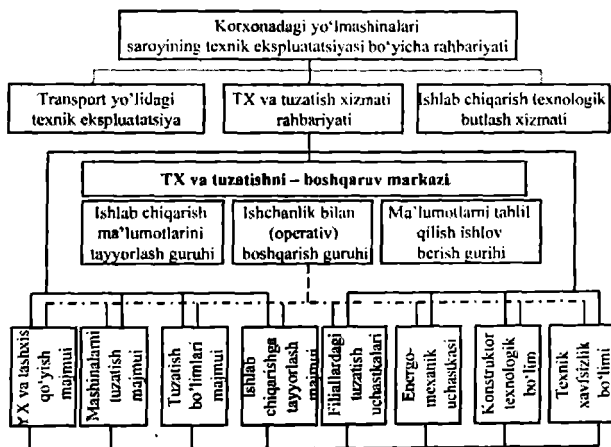 Korxonadagi yo'lmashinalari
saroyining texnik ekspluatatsiyasi bo'yicha rahbariyati
Transport yo'lidagi
texnik ekspluatatsiya
TX va tuzatish xizmati
rahbariyati
Ishlab chiqarish texnologik
butlash xizmati
TX va tuzatishni – boshqaruv markazi
Ishlab chiqarish
ma'lumotlarini
tayyorlash guruhi
Ishchanlik bilan
(operativ)
boshqarish guruhi
Ma'lumotlarni tahlil
qilish ishlov
berish gurihi
YX va tashxis
qo'yish
majmui
Mashinalarni
tuzatish
majmui
Tuzatish
bo'limlari
majmui
Ishlab
chiqarishga
tayyorlash
majmui
Filiallardagi
tuzatish
uchastkalari
Energo-
mexanik
uchastkasi
Konstruktor
texnologik
bo'lim
Texnik
xavfsizlik
bo'limi